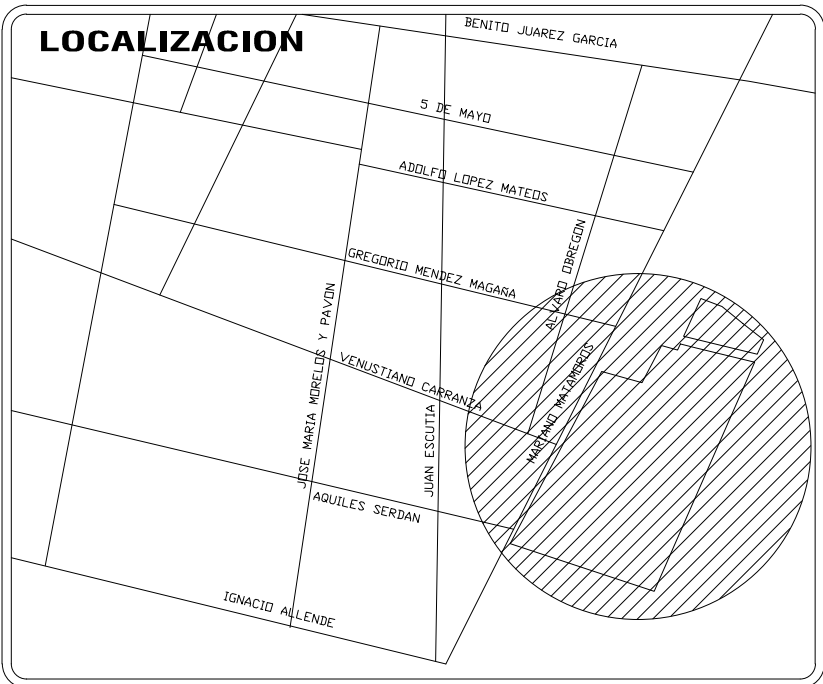 LOCALIZACION
BENITO JUAREZ GARCIA
5 DE MAYO
ADOLFO LOPEZ MATEOS
ALVARO OBREGON
GREGORIO MENDEZ MAGAÑA
JOSE MARIA MORELOS Y PAVON
VENUSTIANO CARRANZA
MARIANO MATAMOROS
JUAN ESCUTIA
AQUILES SERDAN
IGNACIO ALLENDE